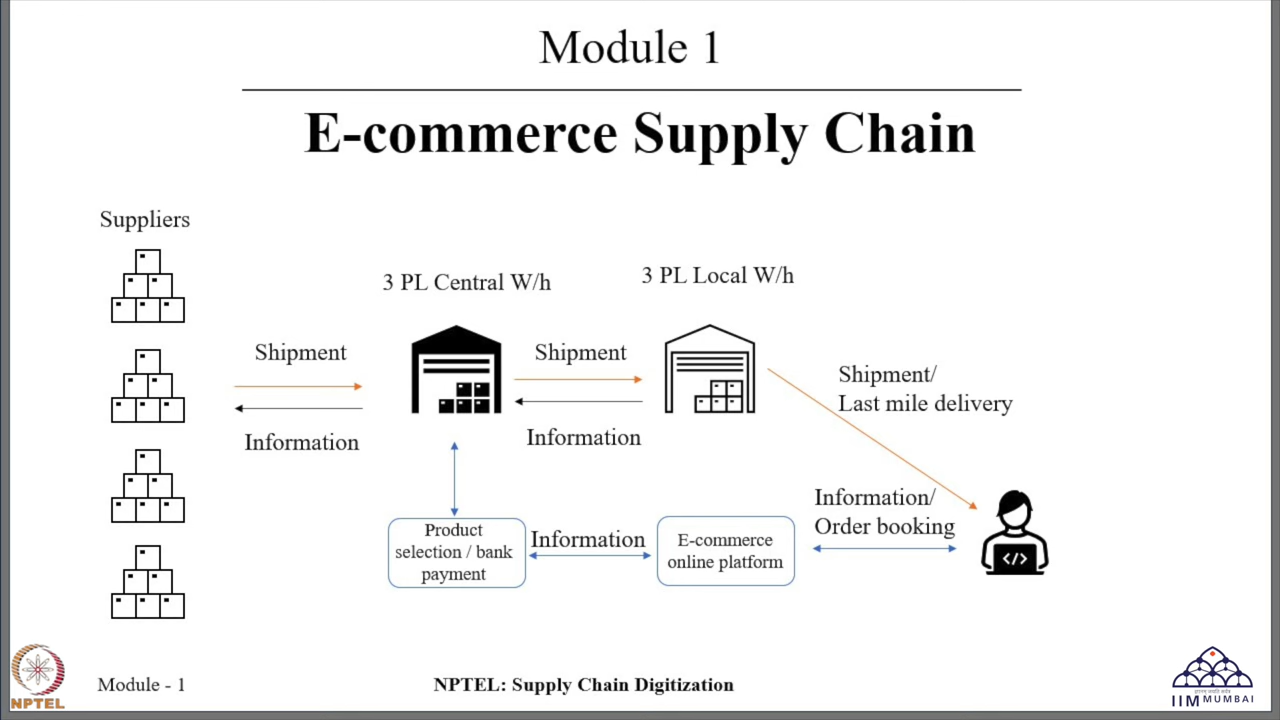 Module 1
E-commerce Supply Chain
Suppliers
3 PL Central W/h
3 PL Local W/h
Shipment
Shipment
Shipment/
Last mile delivery
Information
Information
Information/
Order booking
Product
selection / bank
payment
Information
E-commerce
online platform
</>
NPTEL
Module - 1
NPTEL: Supply Chain Digitization
IIM MUMBAI